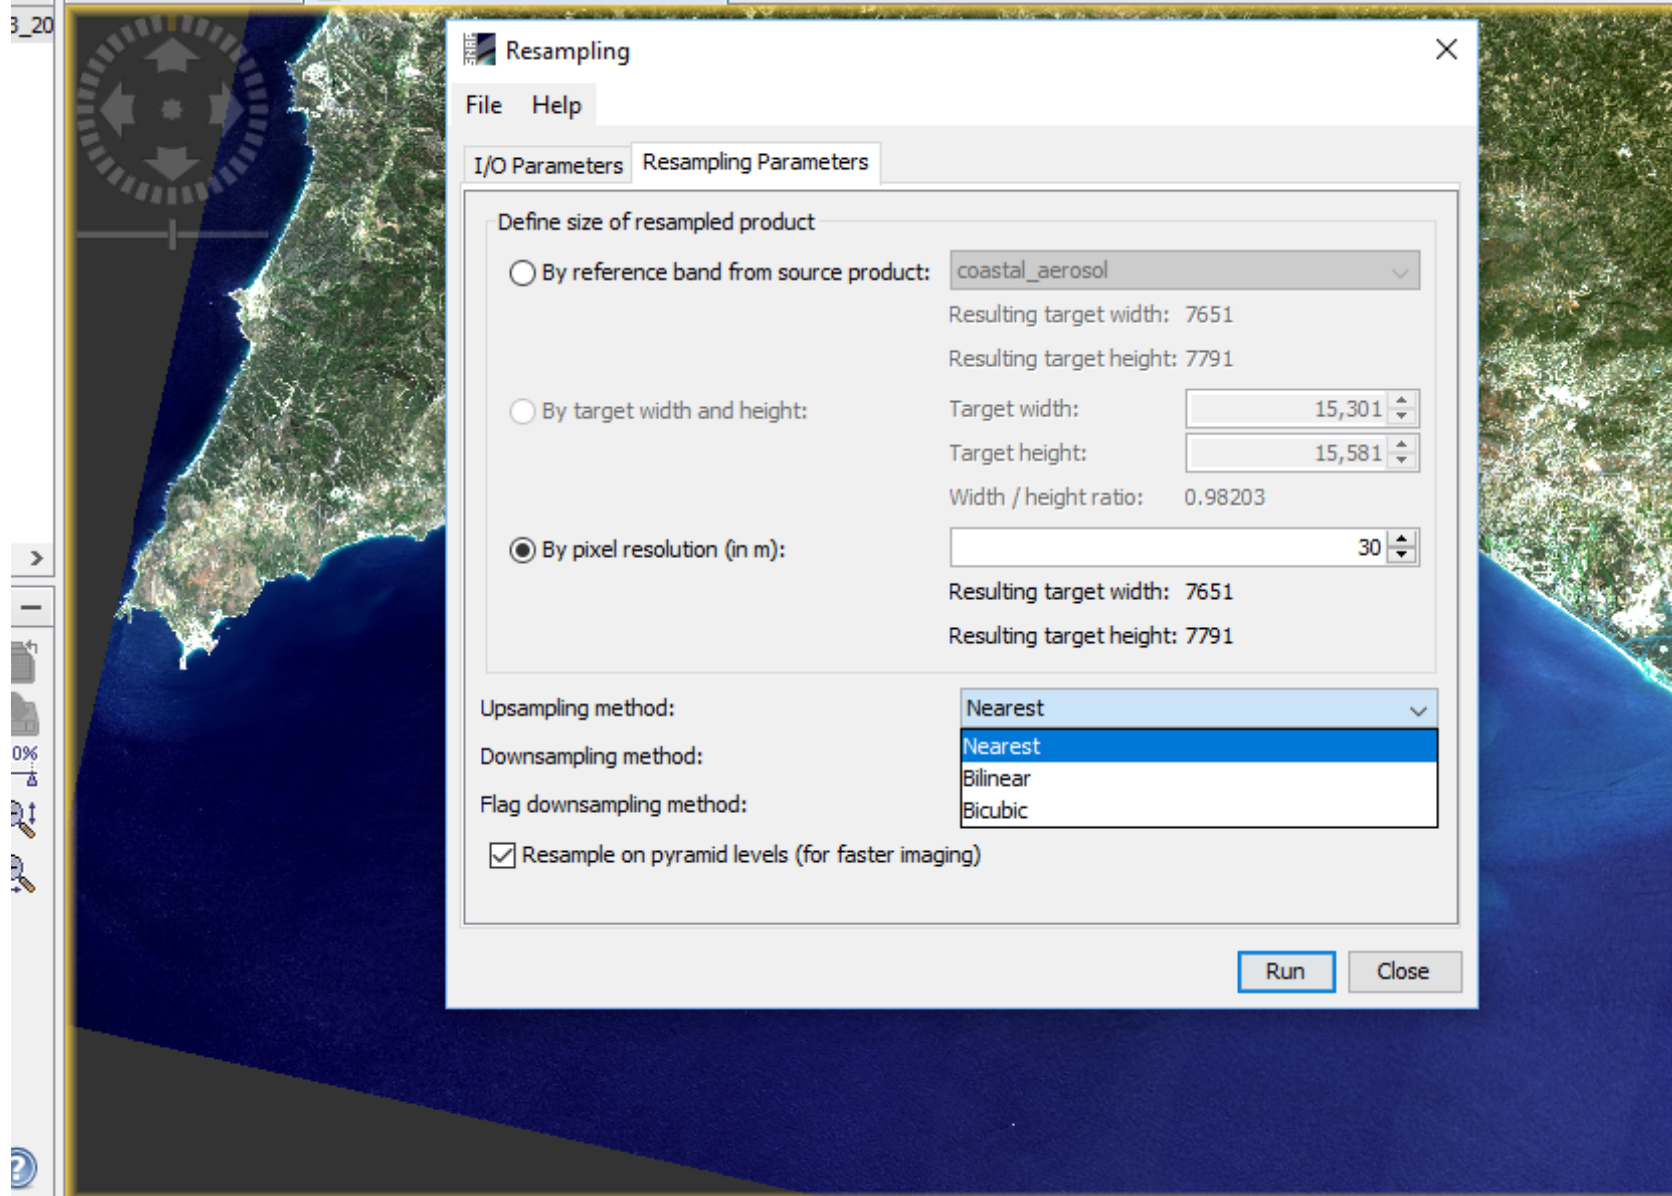 3_20
Resampling
File Help
I/O Parameters Resampling Parameters
Define size of resampled product
By reference band from source product: coastal_aerosol
Resulting target width: 7651
Resulting target height: 7791
By target width and height: Target width: 15,301
Target height: 15,581
Width / height ratio: 0.98203
By pixel resolution (in m): 30
Resulting target width: 7651
Resulting target height: 7791
Upsampling method: Nearest
Nearest
Downsampling method:
Bilinear
Flag downsampling method:
Bicubic
Resample on pyramid levels (for faster imaging)
Run Close
0%